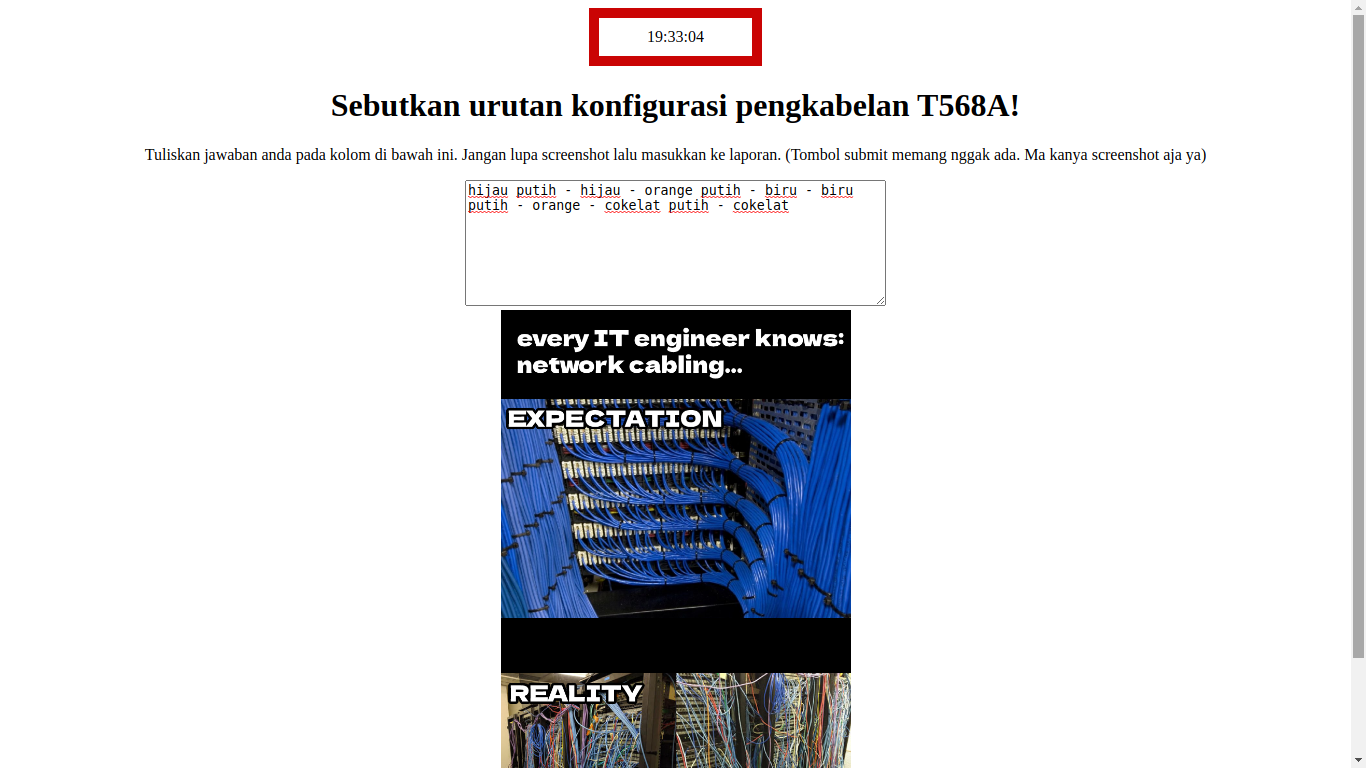 19:33:04
Sebutkan urutan konfigurasi pengkabelan T568A!
Tuliskan jawaban anda pada kolom di bawah ini. Jangan lupa screenshot lalu masukkan ke laporan. (Tombol submit memang nggak ada. Ma kanya screenshot aja ya)
hijau putih - hijau - orange putih - biru - biru
putih - orange - cokelat putih - cokelat
every IT engineer knows:
network cabling...
EXPECTATION
REALITY